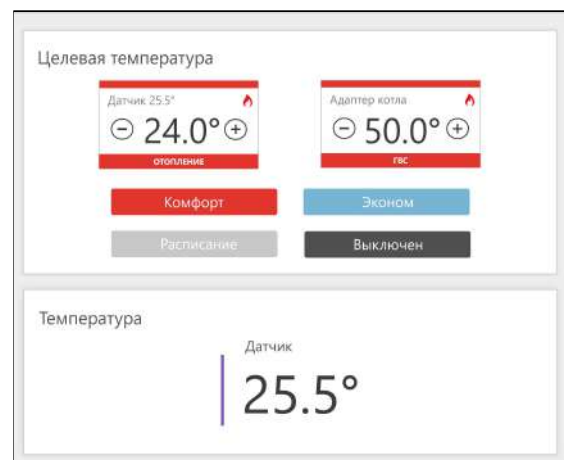 Целевая температура
Датчик 25.5°
24.0°
ОТОПЛЕНИЕ
Адаптер котла
50.0°
ГВС
Комфорт
Эконом
Расписание
Выключен
Температура
Датчик
25.5°